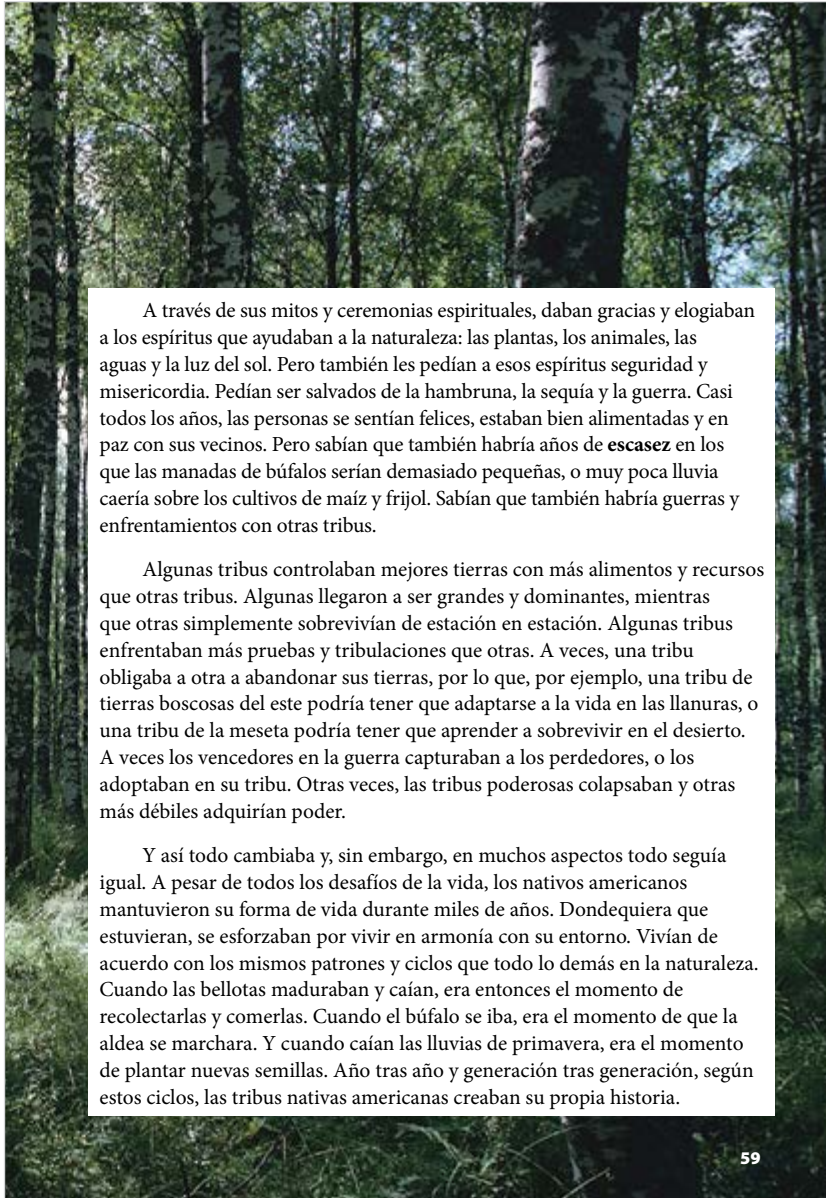 A través de sus mitos y ceremonias espirituales, daban gracias y elogiaban
a los espíritus que ayudaban a la naturaleza: las plantas, los animales, las
aguas y la luz del sol. Pero también les pedían a esos espíritus seguridad y
misericordia. Pedían ser salvados de la hambruna, la sequía y la guerra. Casi
todos los años, las personas se sentían felices, estaban bien alimentadas y en
paz con sus vecinos. Pero sabían que también habría años de escasez en los
que las manadas de búfalos serían demasiado pequeñas, o muy poca lluvia
caería sobre los cultivos de maíz y frijol. Sabían que también habría guerras y
enfrentamientos con otras tribus.
Algunas tribus controlaban mejores tierras con más alimentos y recursos
que otras tribus. Algunas llegaron a ser grandes y dominantes, mientras
que otras simplemente sobrevivían de estación en estación. Algunas tribus
enfrentaban más pruebas y tribulaciones que otras. A veces, una tribu
obligaba a otra a abandonar sus tierras, por lo que, por ejemplo, una tribu de
tierras boscosas del este podría tener que adaptarse a la vida en las llanuras, o
una tribu de la meseta podría tener que aprender a sobrevivir en el desierto.
A veces los vencedores en la guerra capturaban a los perdedores, o los
adoptaban en su tribu. Otras veces, las tribus poderosas colapsaban y otras
más débiles adquirían poder.
Y así todo cambiaba y, sin embargo, en muchos aspectos todo seguía
igual. A pesar de todos los desafíos de la vida, los nativos americanos
mantuvieron su forma de vida durante miles de años. Dondequiera que
estuvieran, se esforzaban por vivir en armonía con su entorno. Vivían de
acuerdo con los mismos patrones y ciclos que todo lo demás en la naturaleza.
Cuando las bellotas maduraban y caían, era entonces el momento de
recolectarlas y comerlas. Cuando el búfalo se iba, era el momento de que la
aldea se marchara. Y cuando caían las lluvias de primavera, era el momento
de plantar nuevas semillas. Año tras año y generación tras generación, según
estos ciclos, las tribus nativas americanas creaban su propia historia.
59